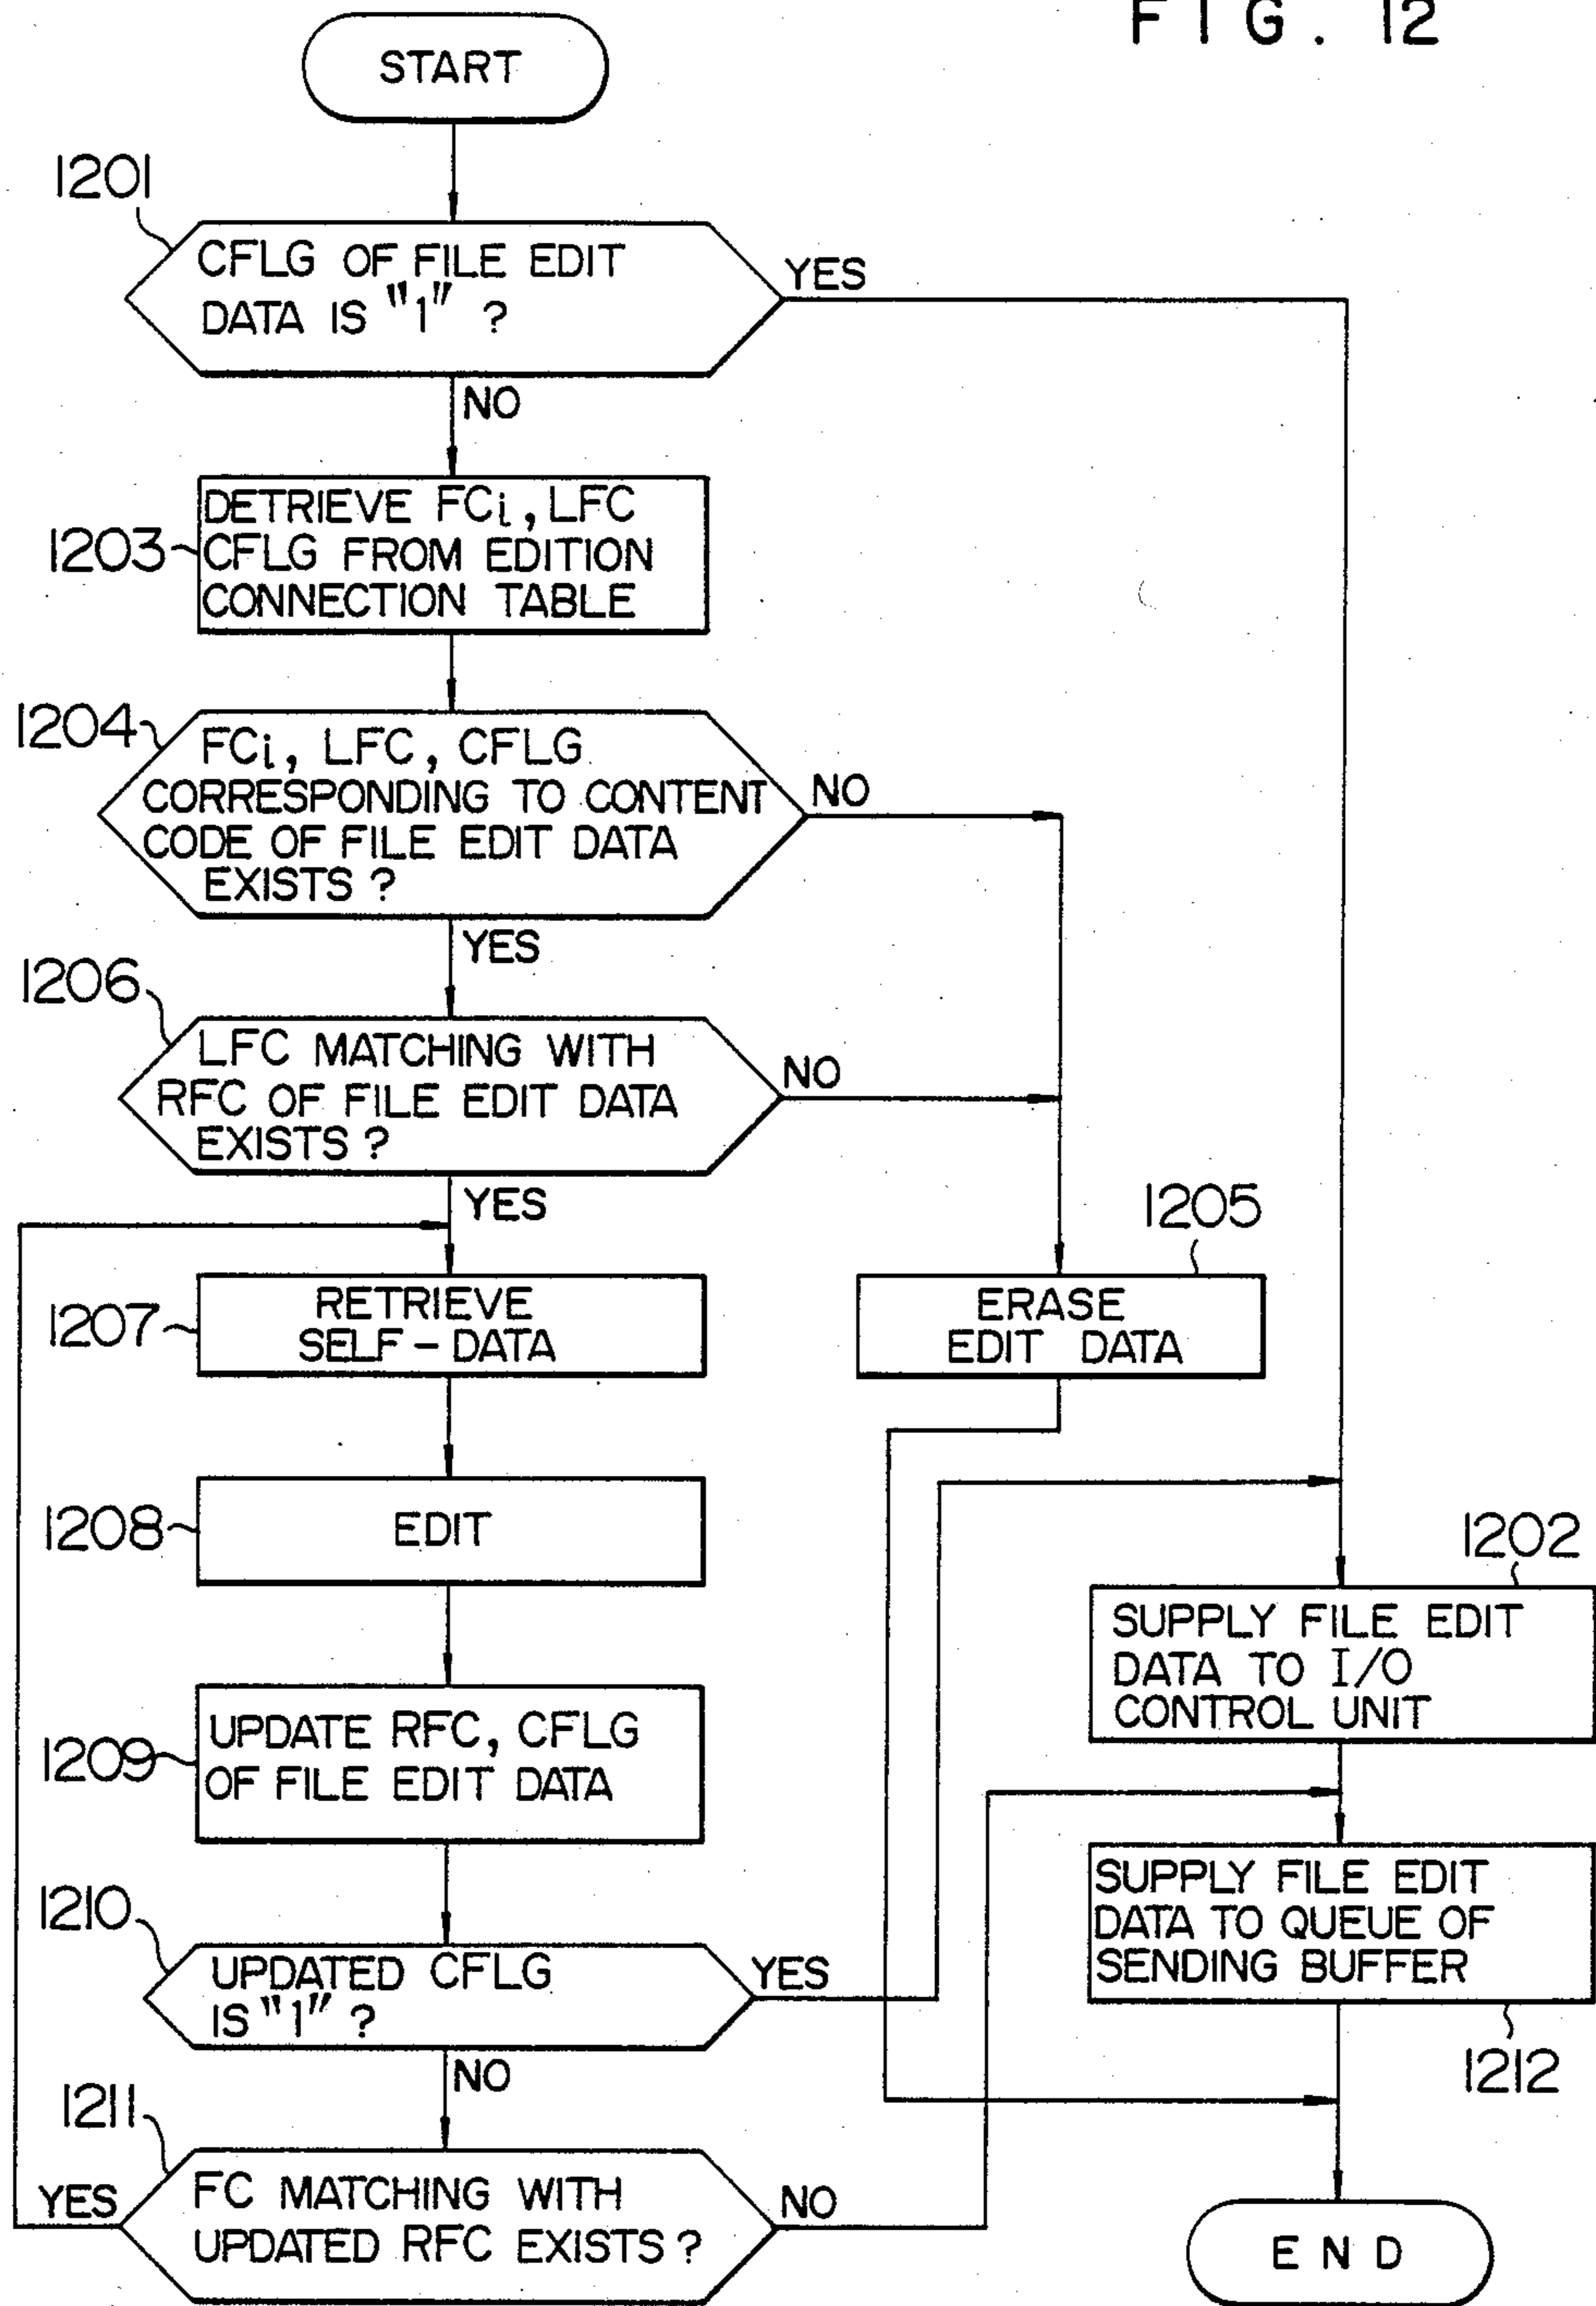 FIG. 12
START
1201
CFLG OF FILE EDIT
DATA IS "1" ?
YES
NO
1203
DETRIEVE FCi, LFC
CFLG FROM EDITION
CONNECTION TABLE
1204
FCi, LFC, CFLG
CORRESPONDING TO CONTENT
CODE OF FILE EDIT DATA
EXISTS ?
NO
YES
1206
LFC MATCHING WITH
RFC OF FILE EDIT DATA
EXISTS ?
NO
YES
1207
RETRIEVE
SELF - DATA
1205
ERASE
EDIT DATA
1208
EDIT
1202
SUPPLY FILE EDIT
DATA TO I/O
CONTROL UNIT
1209
UPDATE RFC, CFLG
OF FILE EDIT DATA
1210
UPDATED CFLG
IS "1" ?
YES
NO
SUPPLY FILE EDIT
DATA TO QUEUE OF
SENDING BUFFER
1212
1211
FC MATCHING WITH
UPDATED RFC EXISTS ?
YES
NO
END